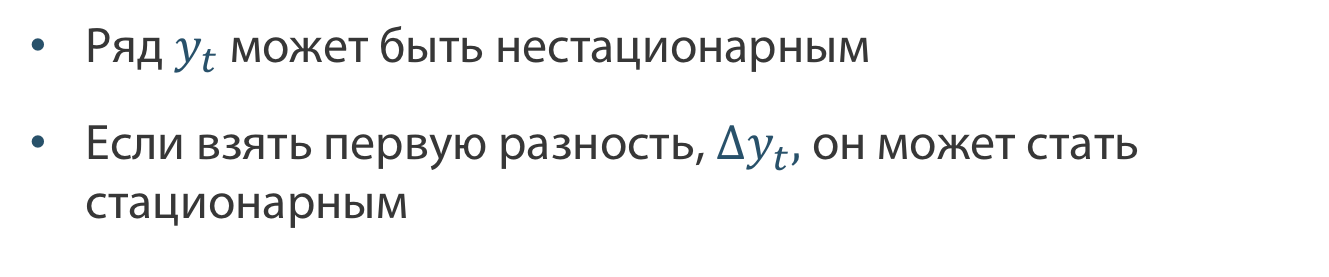 • Ряд yₜ может быть нестационарным
• Если взять первую разность, Δyₜ, он может стать
стационарным